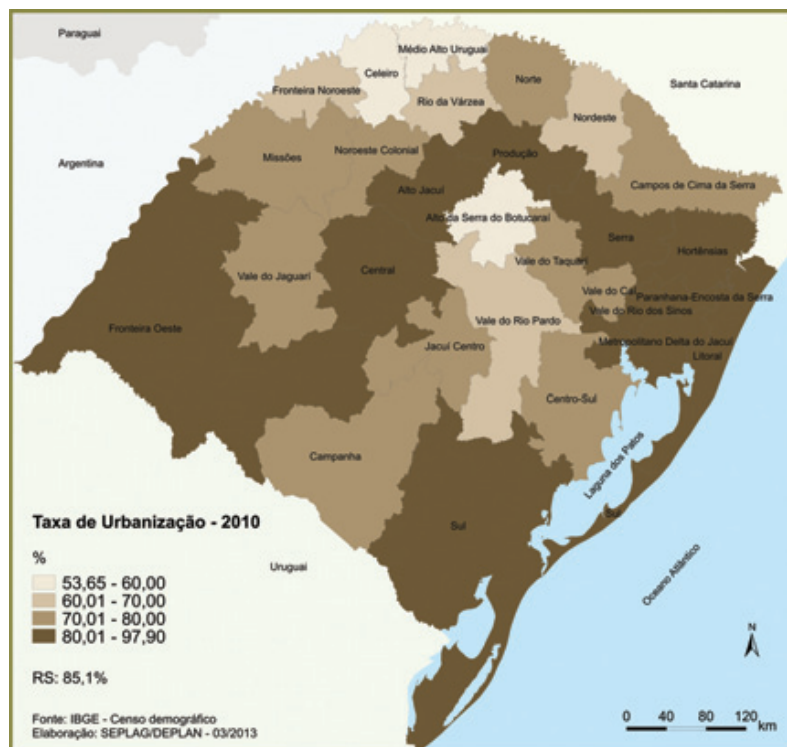 Paraguai
Médio Alto Uruguai
Celeiro
Norte
Santa Catarina
Fronteira Noroeste
Rio da Várzea
Nordeste
Argentina
Missões
Noroeste Colonial
Produção
Alto Jacuí
Campos de Cima da Serra
Alto da Serra do Botucaraí
Serra
Hortênsias
Vale do Jaguari
Central
Vale do Taquari
Vale do Caí
Paranhana-Encosta da Serra
Vale do Rio dos Sinos
Fronteira Oeste
Vale do Rio Pardo
Jacuí Centro
Metropolitano Delta do Jacuí
Litoral
Centro-Sul
Campanha
Laguna dos Patos
Sul
Sul
Uruguai
Oceano Atlântico
Taxa de Urbanização - 2010
%
53,65 - 60,00
60,01 - 70,00
70,01 - 80,00
80,01 - 97,90
RS: 85,1%
Fonte: IBGE - Censo demográfico
Elaboração: SEPLAG/DEPLAN - 03/2013
N
0 40 80 120
km